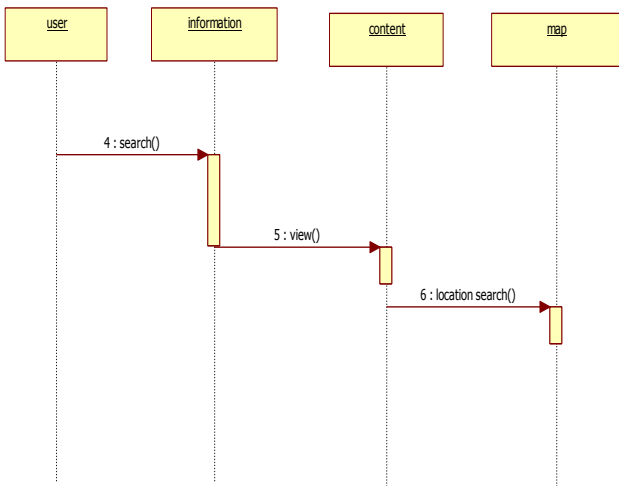 user
information
content
map
4 : search()
5 : view()
6 : location search()